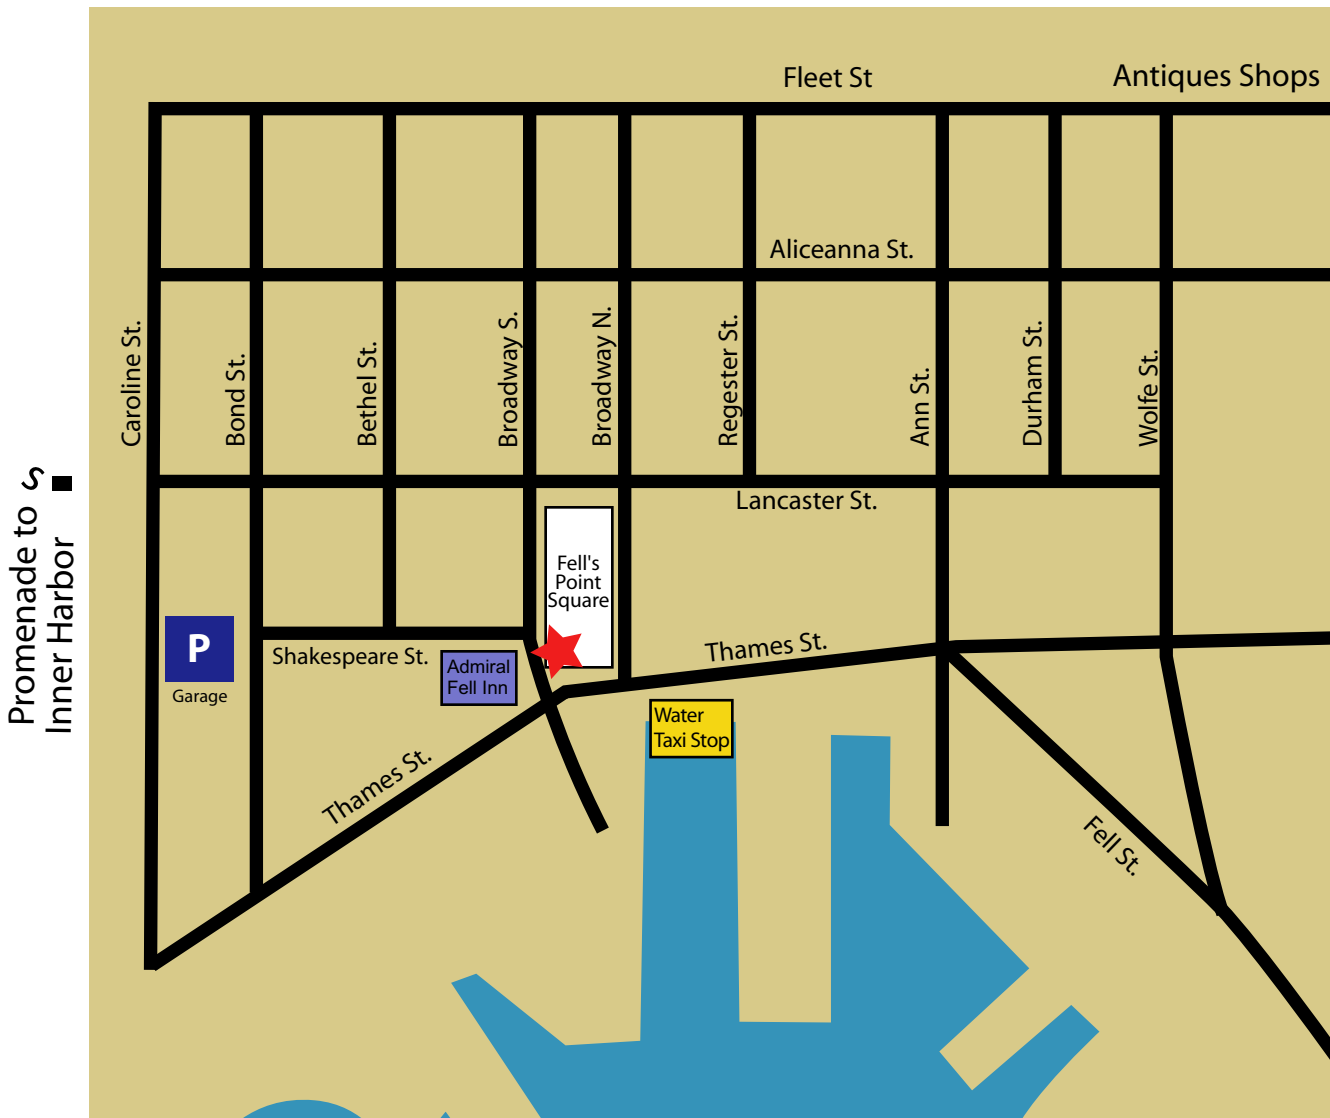 Fleet St
Antiques Shops
Aliceanna St.
Caroline St.
Bond St.
Bethel St.
Broadway S.
Broadway N.
Regester St.
Ann St.
Durham St.
Wolfe St.
Lancaster St.
Promenade to
Inner Harbor
Fell's
Point
Square
P
Garage
Shakespeare St.
Admiral
Fell Inn
Thames St.
Water
Taxi Stop
Thames St.
Fell St.